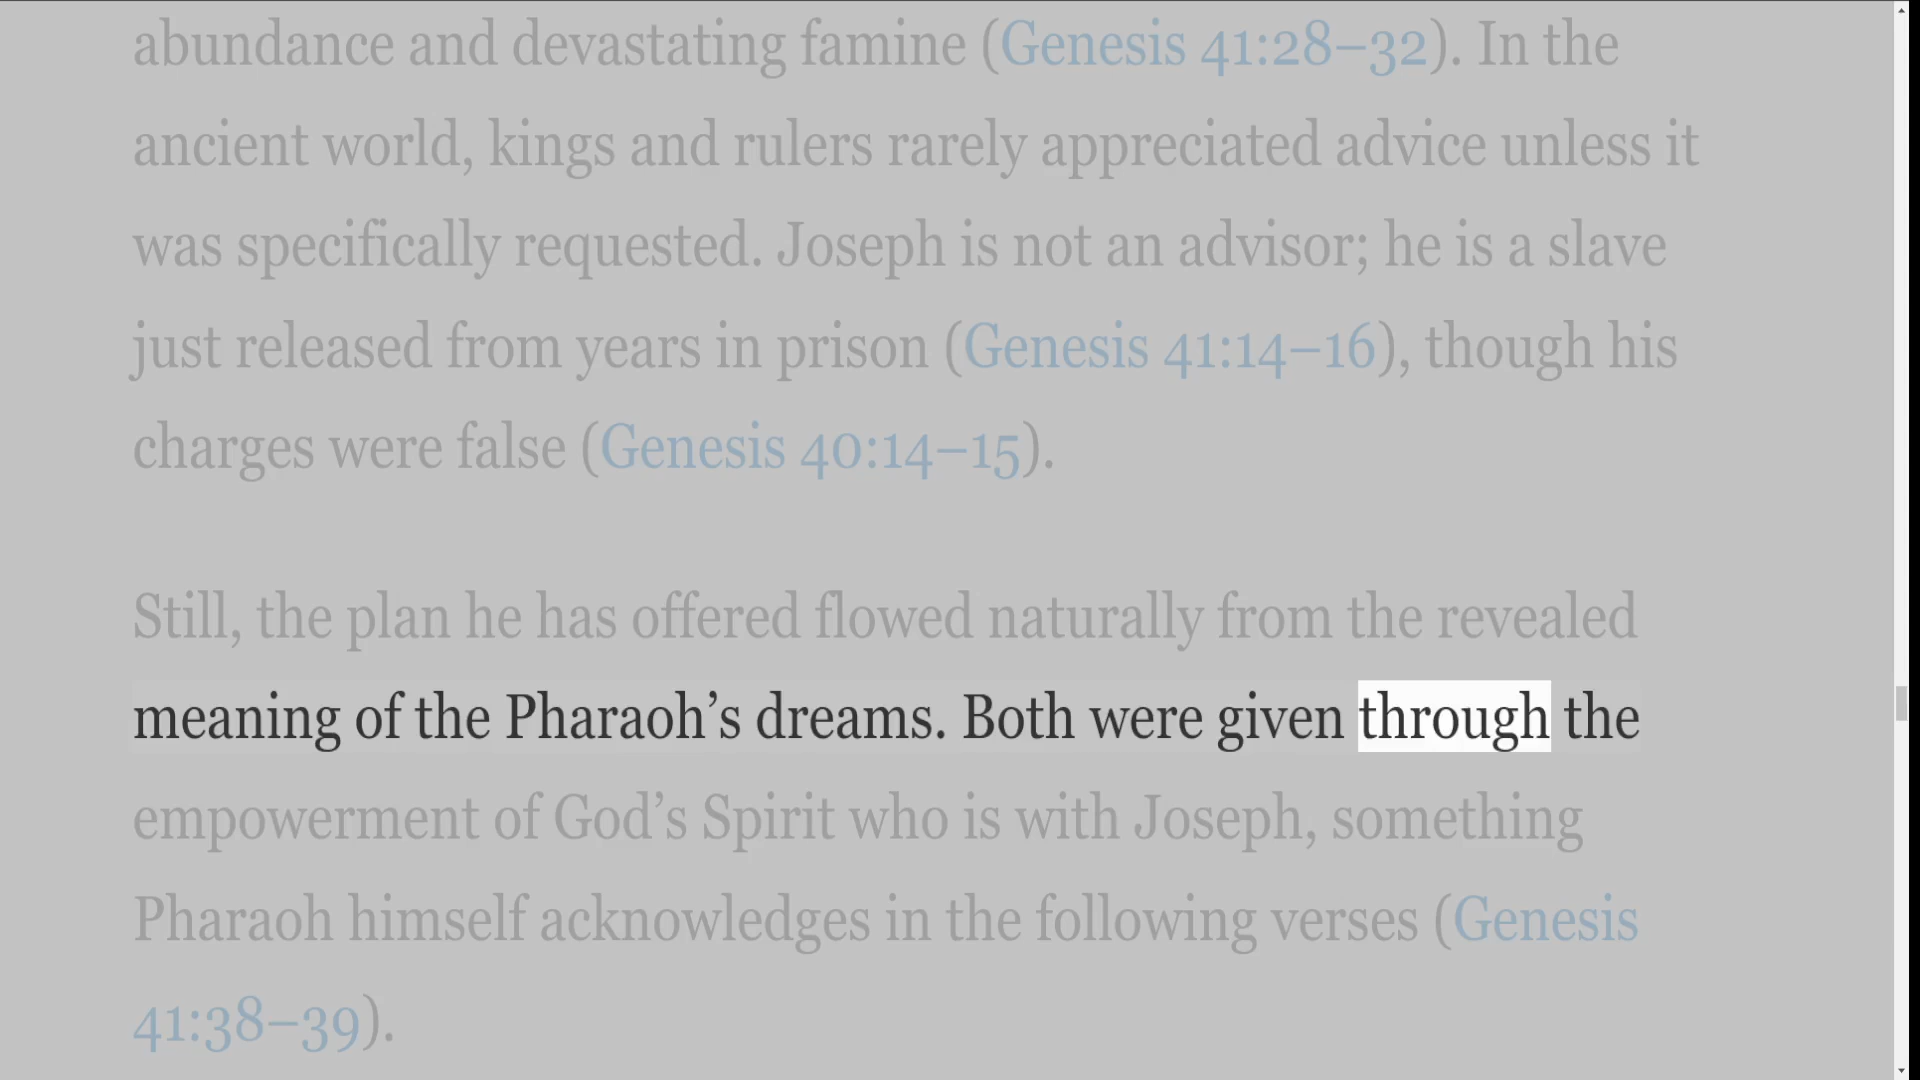 abundance and devastating famine (Genesis 41:28–32). In the
ancient world, kings and rulers rarely appreciated advice unless it
was specifically requested. Joseph is not an advisor; he is a slave
just released from years in prison (Genesis 41:14–16), though his
charges were false (Genesis 40:14–15).
Still, the plan he has offered flowed naturally from the revealed
meaning of the Pharaoh’s dreams. Both were given through the
empowerment of God’s Spirit who is with Joseph, something
Pharaoh himself acknowledges in the following verses (Genesis
41:38–39).